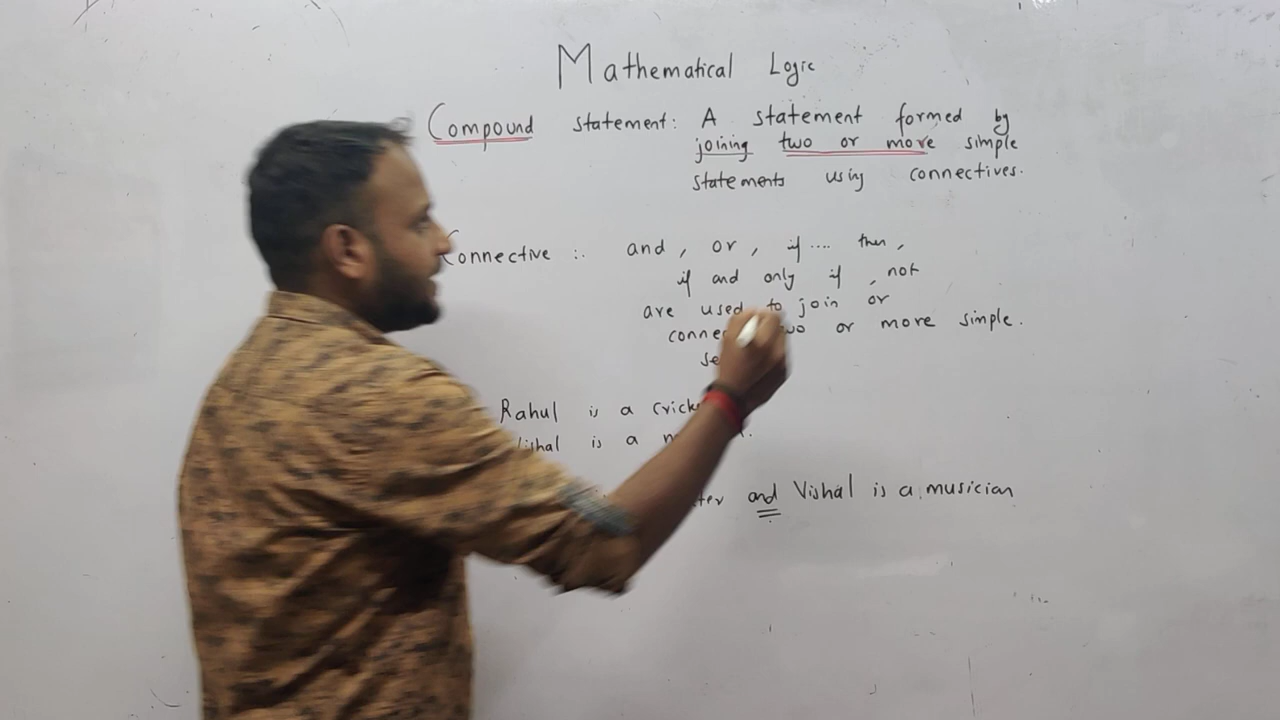 Mathematical Logic
Compound statement: A statement formed by
joining two or more simple
statements using connectives.
Connective :. and, or, if.... then,
if and only if, not
are used to join or
or more simple.
Rahul is a
is a
and Vishal is a musician